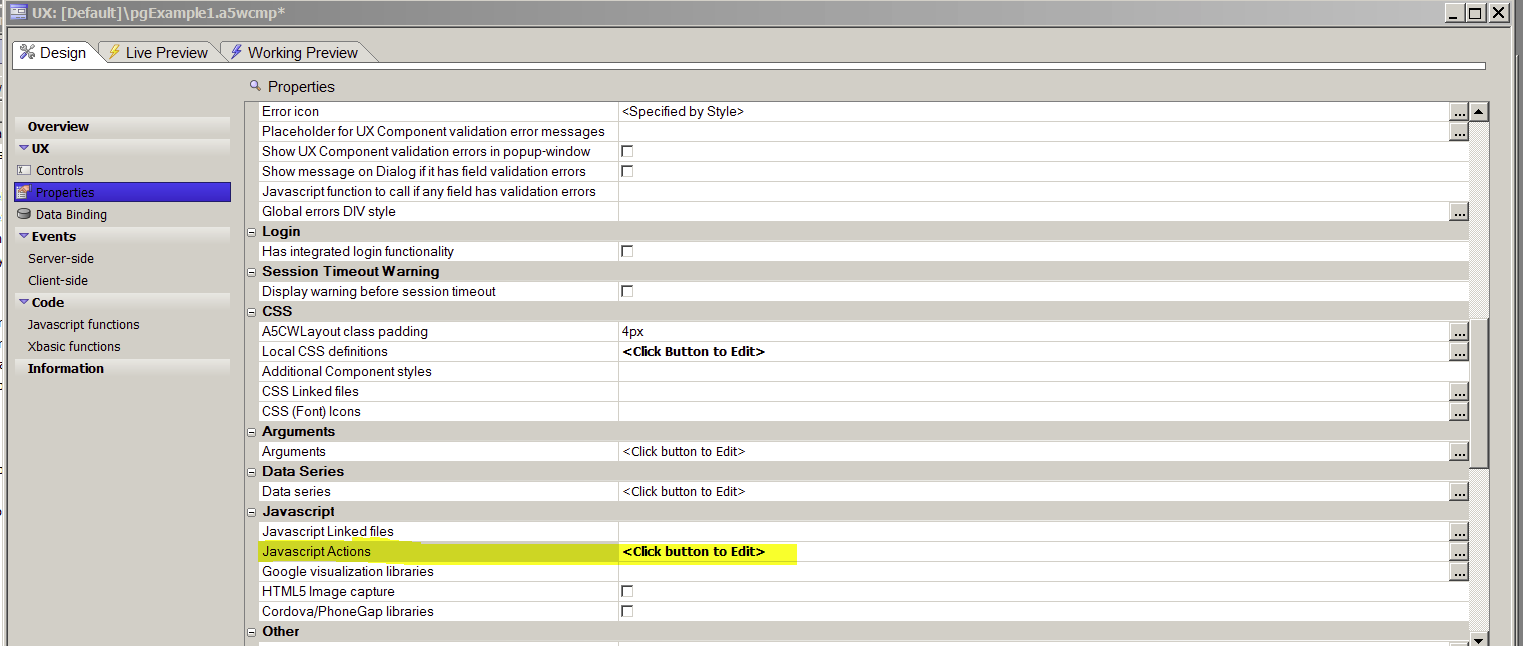 UX: [Default]\pgExample1.a5wcmp*
Design Live Preview Working Preview
Properties
Overview
UX
Controls
Properties
Data Binding
Events
Server-side
Client-side
Code
Javascript functions
Xbasic functions
Information
Error icon <Specified by Style> ...
Placeholder for UX Component validation error messages ...
Show UX Component validation errors in popup-window
Show message on Dialog if it has field validation errors
Javascript function to call if any field has validation errors
Global errors DIV style ...
Login
Has integrated login functionality
Session Timeout Warning
Display warning before session timeout
CSS
A5CWLayout class padding 4px ...
Local CSS definitions <Click Button to Edit> ...
Additional Component styles
CSS Linked files ...
CSS (Font) Icons ...
Arguments
Arguments <Click button to Edit> ...
Data Series
Data series <Click button to Edit> ...
Javascript
Javascript Linked files ...
Javascript Actions <Click button to Edit> ...
Google visualization libraries ...
HTML5 Image capture
Cordova/PhoneGap libraries
Other